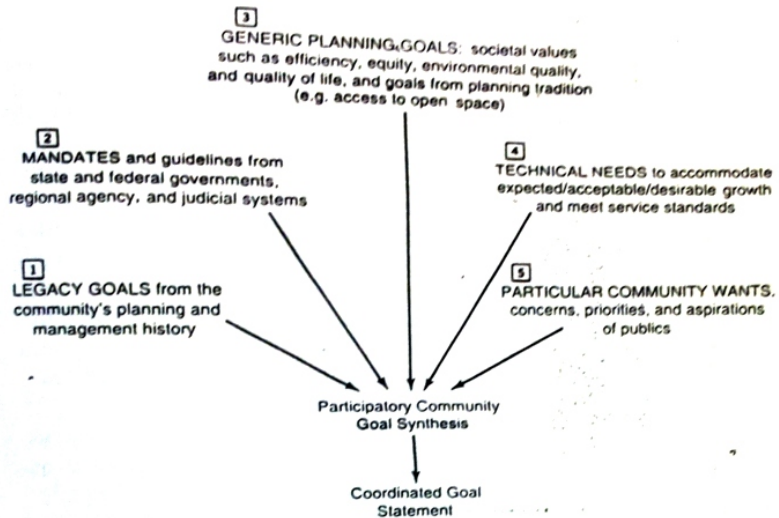 3
GENERIC PLANNING GOALS: societal values
such as efficiency, equity, environmental quality,
and quality of life, and goals from planning tradition
(e.g. access to open space)
2
MANDATES and guidelines from
state and federal governments,
regional agency, and judicial systems
4
TECHNICAL NEEDS to accommodate
expected/acceptable/desirable growth
and meet service standards
1
LEGACY GOALS from the
community's planning and
management history
5
PARTICULAR COMMUNITY WANTS,
concerns, priorities, and aspirations
of publics
Participatory Community
Goal Synthesis
Coordinated Goal
Statement